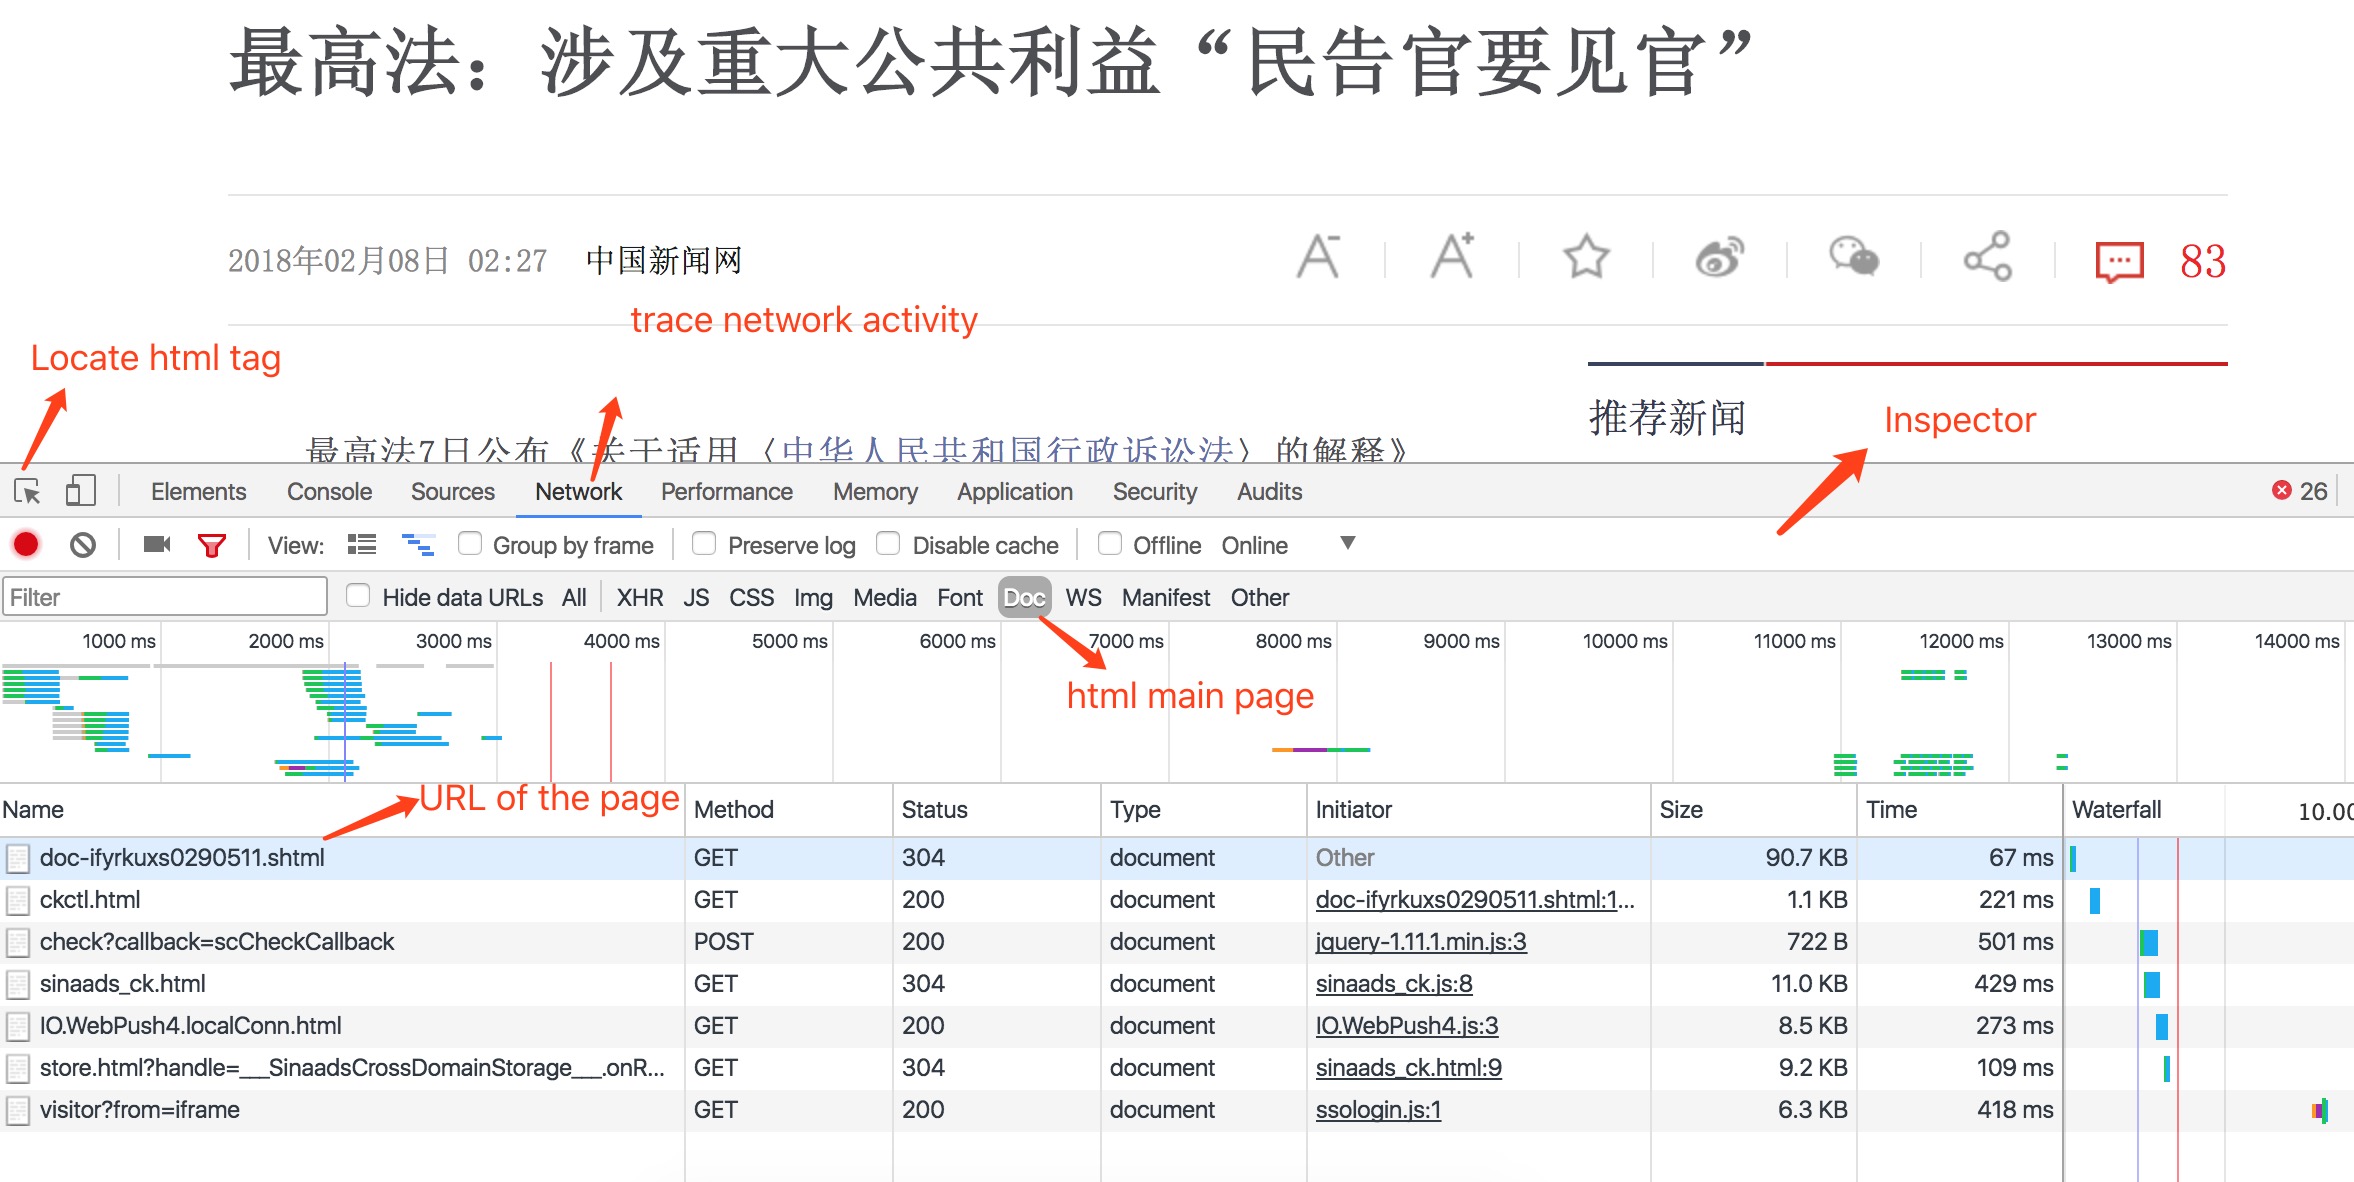 最高法：涉及重大公共利益“民告官要见官”
2018年02月08日 02:27 中国新闻网
83
trace network activity
Locate html tag
推荐新闻
Inspector
最高法7日公布《关于适用〈中华人民共和国行政诉讼法〉的解释》
Elements Console Sources Network Performance Memory Application Security Audits 26
View: Group by frame Preserve log Disable cache Offline Online
Filter Hide data URLs All XHR JS CSS Img Media Font Doc WS Manifest Other
1000 ms 2000 ms 3000 ms 4000 ms 5000 ms 6000 ms 7000 ms 8000 ms 9000 ms 10000 ms 11000 ms 12000 ms 13000 ms 14000 ms
html main page
URL of the page
Name Method Status Type Initiator Size Time Waterfall 10.00
doc-ifyrkuxs0290511.shtml GET 304 document Other 90.7 KB 67 ms
ckctl.html GET 200 document doc-ifyrkuxs0290511.shtml:1... 1.1 KB 221 ms
check?callback=scCheckCallback POST 200 document jquery-1.11.1.min.js:3 722 B 501 ms
sinaads_ck.html GET 304 document sinaads_ck.js:8 11.0 KB 429 ms
IO.WebPush4.localConn.html GET 200 document IO.WebPush4.js:3 8.5 KB 273 ms
store.html?handle=___SinaadsCrossDomainStorage___.onR... GET 304 document sinaads_ck.html:9 9.2 KB 109 ms
visitor?from=iframe GET 200 document ssologin.js:1 6.3 KB 418 ms